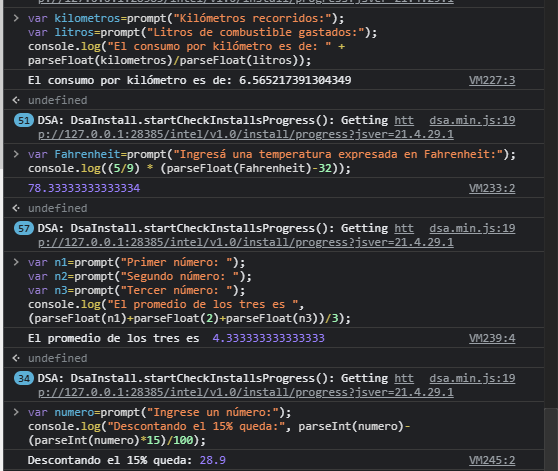 > var kilometros=prompt("Kilómetros recorridos:");
var litros=prompt("Litros de combustible gastados:");
console.log("El consumo por kilómetro es de: " +
parseFloat(kilometros)/parseFloat(litros));
El consumo por kilómetro es de: 6.565217391304349 VM227:3
undefined
51 DSA: DsaInstall.startCheckInstallsProgress(): Getting htt dsa.min.js:19
p://127.0.0.1:28385/intel/v1.0/install/progress?jsver=21.4.29.1
> var Fahrenheit=prompt("Ingresá una temperatura expresada en Fahrenheit:");
console.log((5/9) * (parseFloat(Fahrenheit)-32));
78.33333333333334 VM233:2
undefined
57 DSA: DsaInstall.startCheckInstallsProgress(): Getting htt dsa.min.js:19
p://127.0.0.1:28385/intel/v1.0/install/progress?jsver=21.4.29.1
> var n1=prompt("Primer número: ");
var n2=prompt("Segundo número: ");
var n3=prompt("Tercer número: ");
console.log("El promedio de los tres es ",
(parseFloat(n1)+parseFloat(2)+parseFloat(n3))/3);
El promedio de los tres es 4.333333333333333 VM239:4
undefined
34 DSA: DsaInstall.startCheckInstallsProgress(): Getting htt dsa.min.js:19
p://127.0.0.1:28385/intel/v1.0/install/progress?jsver=21.4.29.1
> var numero=prompt("Ingrese un número:");
console.log("Descontando el 15% queda:", parseInt(numero)-
(parseInt(numero)*15)/100);
Descontando el 15% queda: 28.9 VM245:2